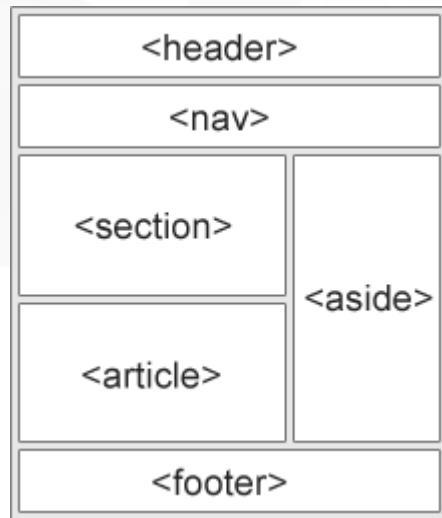 <header>
<nav>
<section>
<aside>
<article>
<footer>